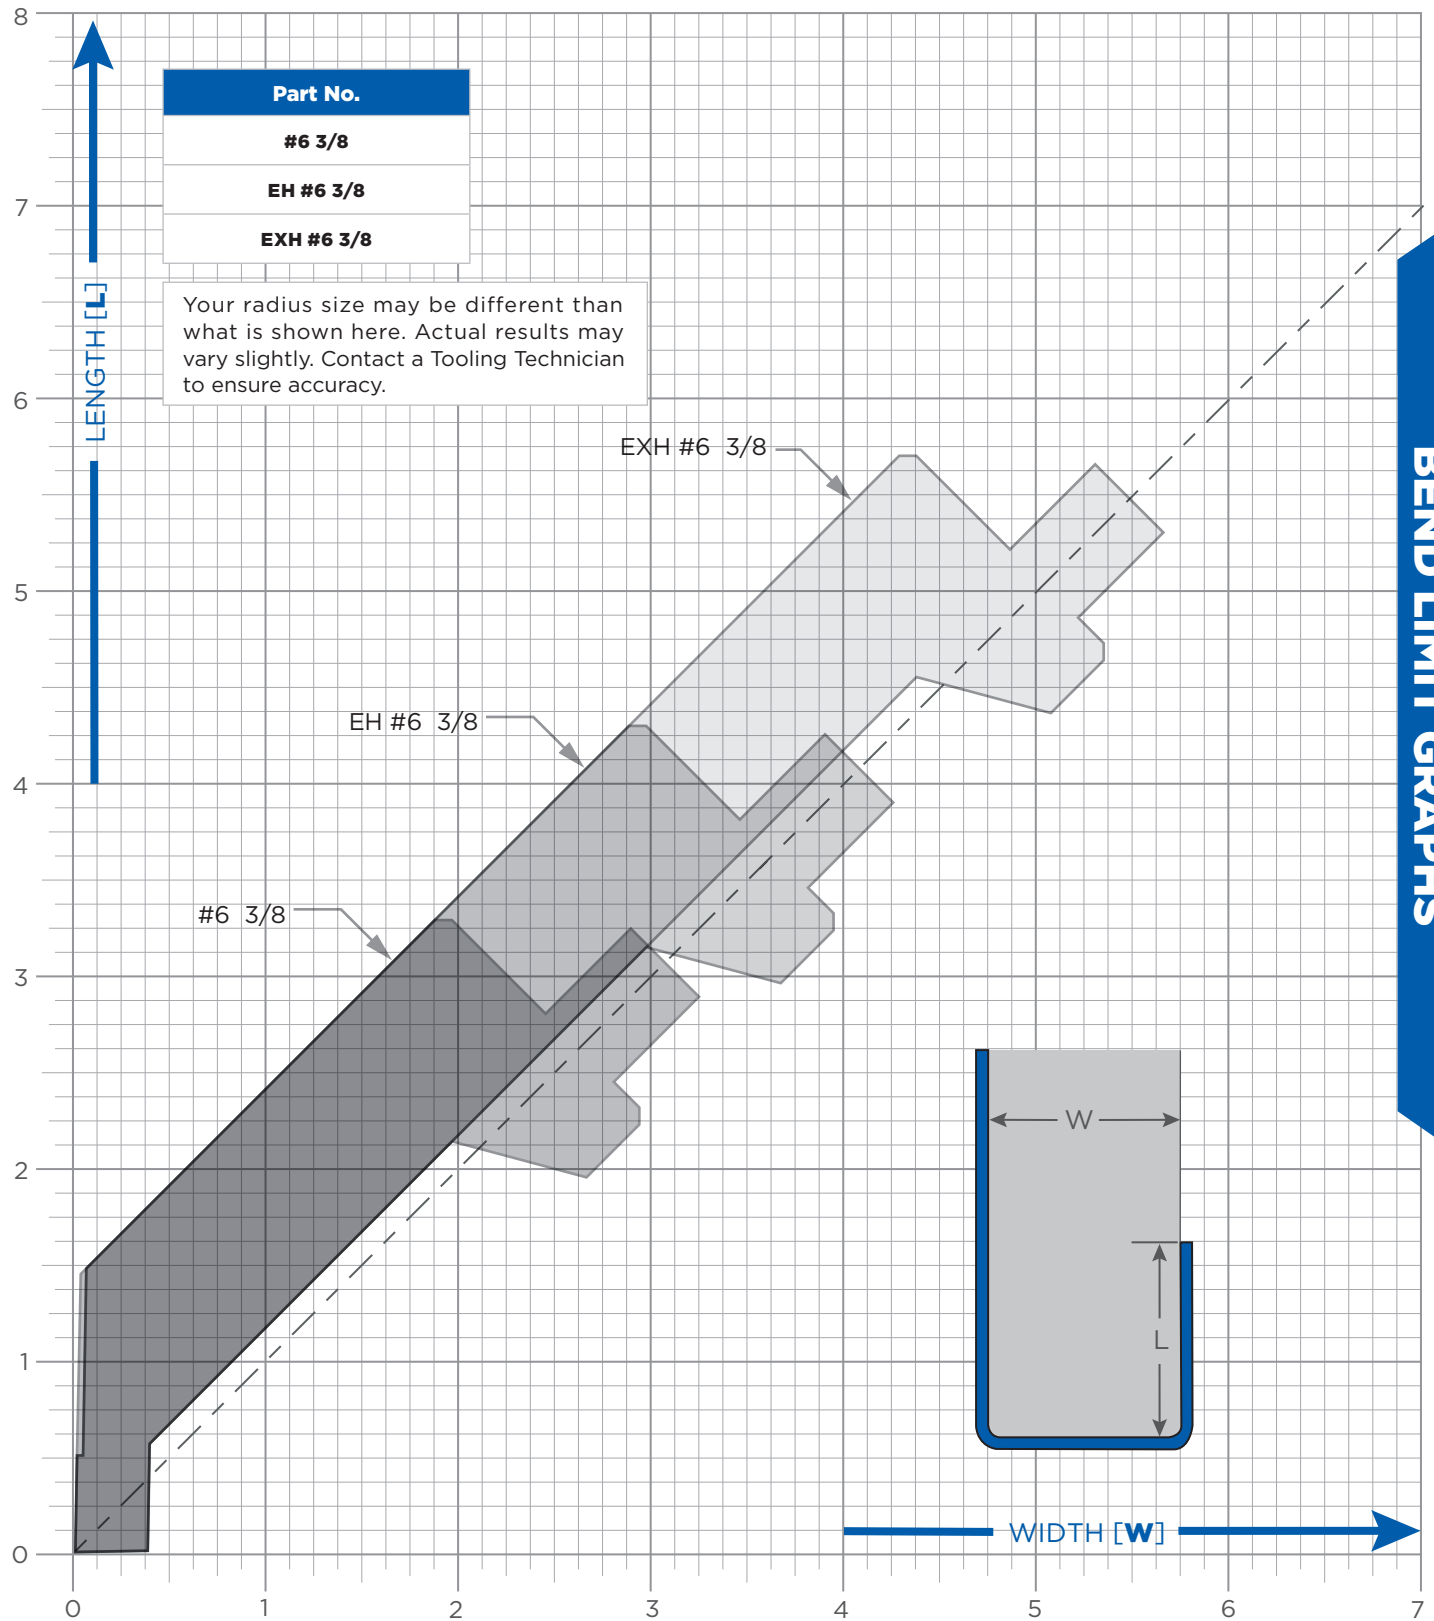 8
7
6
5
4
3
2
1
0
LENGTH [L]
Part No.
#6 3/8
EH #6 3/8
EXH #6 3/8
Your radius size may be different than
what is shown here. Actual results may
vary slightly. Contact a Tooling Technician
to ensure accuracy.
EXH #6 3/8
EH #6 3/8
#6 3/8
BEND LIMIT GRAPHS
W
L
WIDTH [W]
0 1 2 3 4 5 6 7